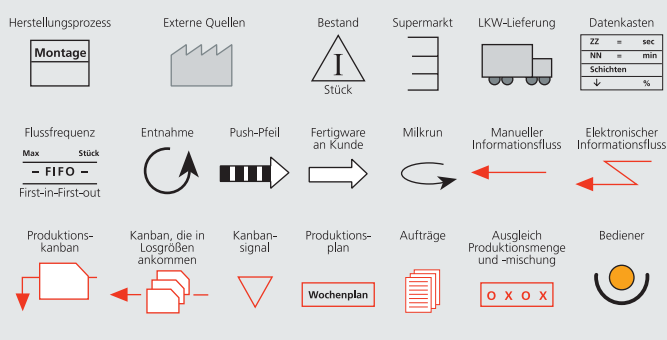 Herstellungsprozess
Externe Quellen
Bestand
Supermarkt
LKW-Lieferung
Datenkasten
Montage
I
Stück
ZZ = sec
NN = min
Schichten
↓ %
Flussfrequenz
Entnahme
Push-Pfeil
Fertigware
an Kunde
Milkrun
Manueller
Informationsfluss
Elektronischer
Informationsfluss
Max Stück
– FIFO –
First-in-First-out
Produktions-
kanban
Kanban, die in
Losgrößen
ankommen
Kanban-
signal
Produktions-
plan
Aufträge
Ausgleich
Produktionsmenge
und -mischung
Bediener
Wochenplan
O X O X